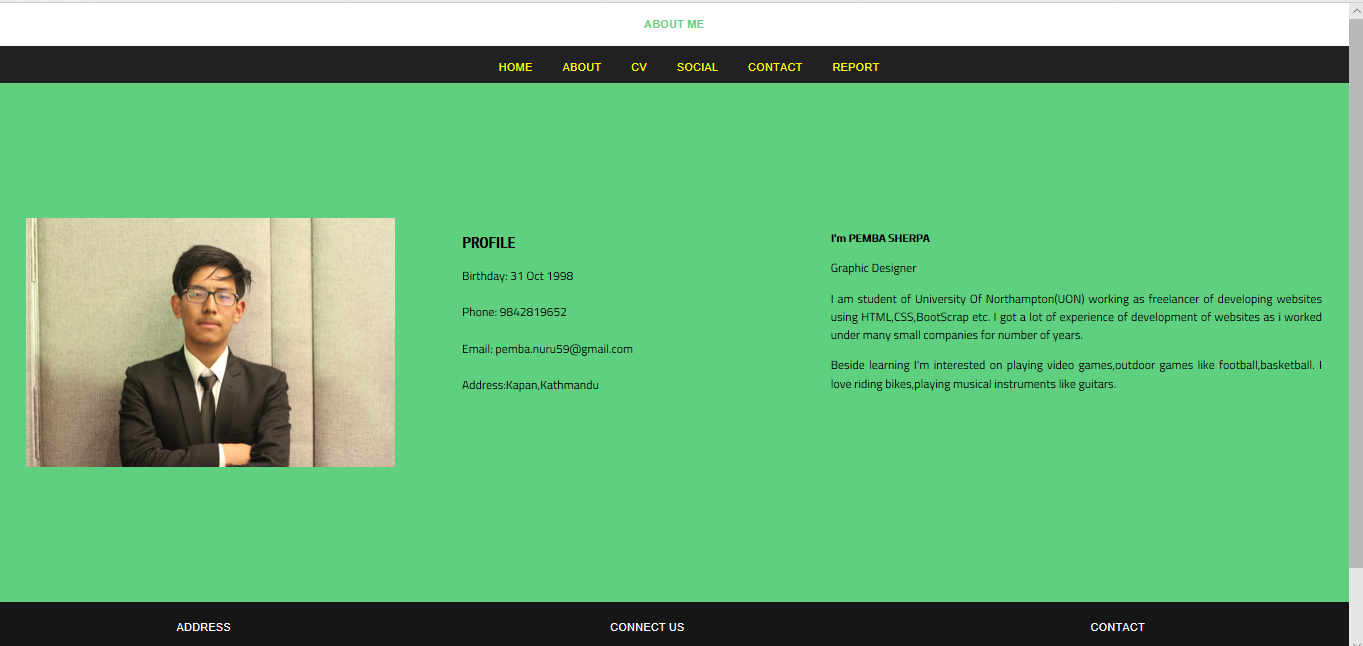 ABOUT ME
HOME ABOUT CV SOCIAL CONTACT REPORT
PROFILE
Birthday: 31 Oct 1998
Phone: 9842819652
Email: pemba.nuru59@gmail.com
Address:Kapan,Kathmandu
I'm PEMBA SHERPA
Graphic Designer
I am student of University Of Northampton(UON) working as freelancer of developing websites
using HTML,CSS,BootScrap etc. I got a lot of experience of development of websites as i worked
under many small companies for number of years.
Beside learning I'm interested on playing video games,outdoor games like football,basketball. I
love riding bikes,playing musical instruments like guitars.
ADDRESS CONNECT US CONTACT